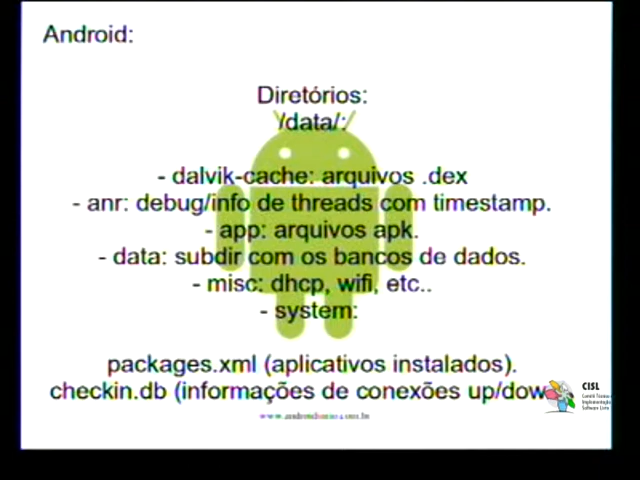 Android:
Diretórios:
/data/:
- dalvik-cache: arquivos .dex
- anr: debug/info de threads com timestamp.
- app: arquivos apk.
- data: subdir com os bancos de dados.
- misc: dhcp, wifi, etc..
- system:
packages.xml (aplicativos instalados).
checkin.db (informações de conexões up/dow
CISL
Software Livre